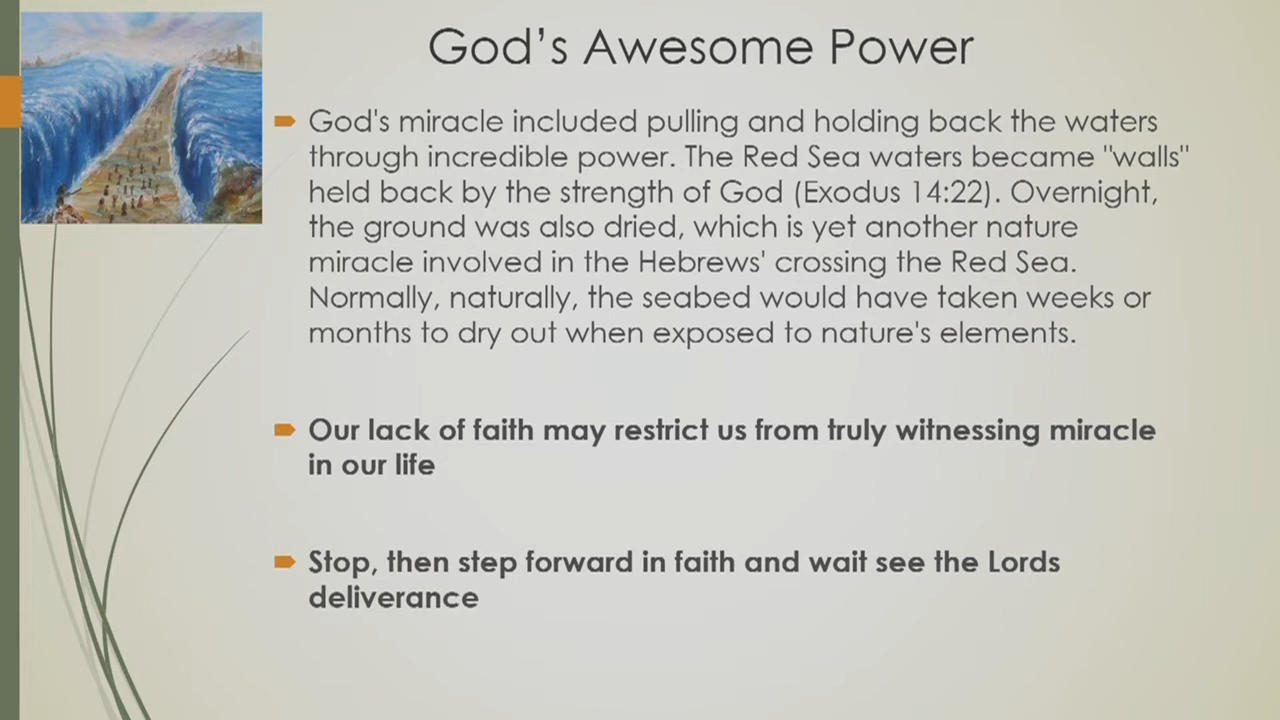 God's Awesome Power
God's miracle included pulling and holding back the waters
through incredible power. The Red Sea waters became "walls"
held back by the strength of God (Exodus 14:22). Overnight,
the ground was also dried, which is yet another nature
miracle involved in the Hebrews' crossing the Red Sea.
Normally, naturally, the seabed would have taken weeks or
months to dry out when exposed to nature's elements.
Our lack of faith may restrict us from truly witnessing miracle
in our life
Stop, then step forward in faith and wait see the Lords
deliverance